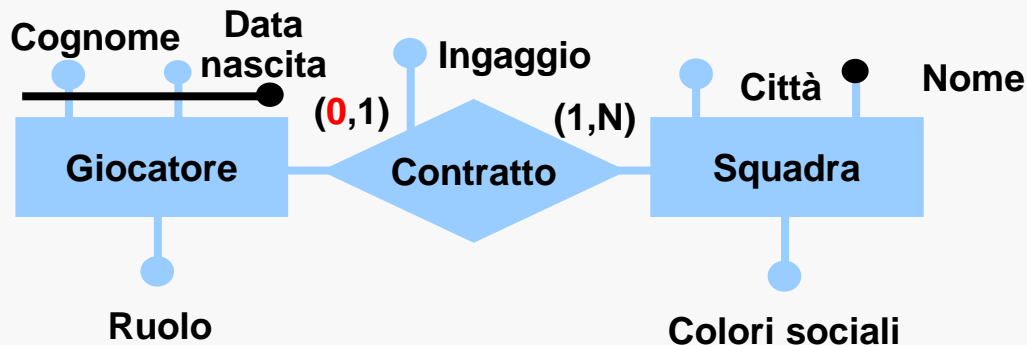 Cognome
Data
nascita
Ingaggio
Città
Nome
(0,1)
(1,N)
Giocatore
Contratto
Squadra
Ruolo
Colori sociali